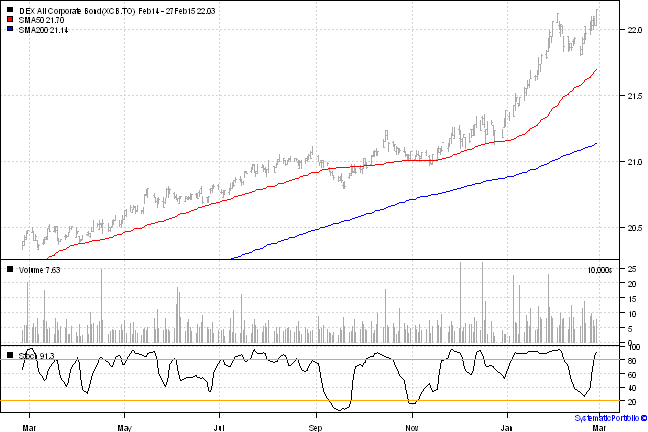 DEX All Corporate Bond(XCB.TO) Feb14 - 27Feb15 22.03
SMA50 21.70
SMA200 21.14
22.0
21.5
21.0
20.5
Volume 7.63
10,000s
25
20
15
10
5
0
Stoch 91.3
100
80
60
40
20
Mar May Jul Sep Nov Jan Mar
SystematicPortfolio ©